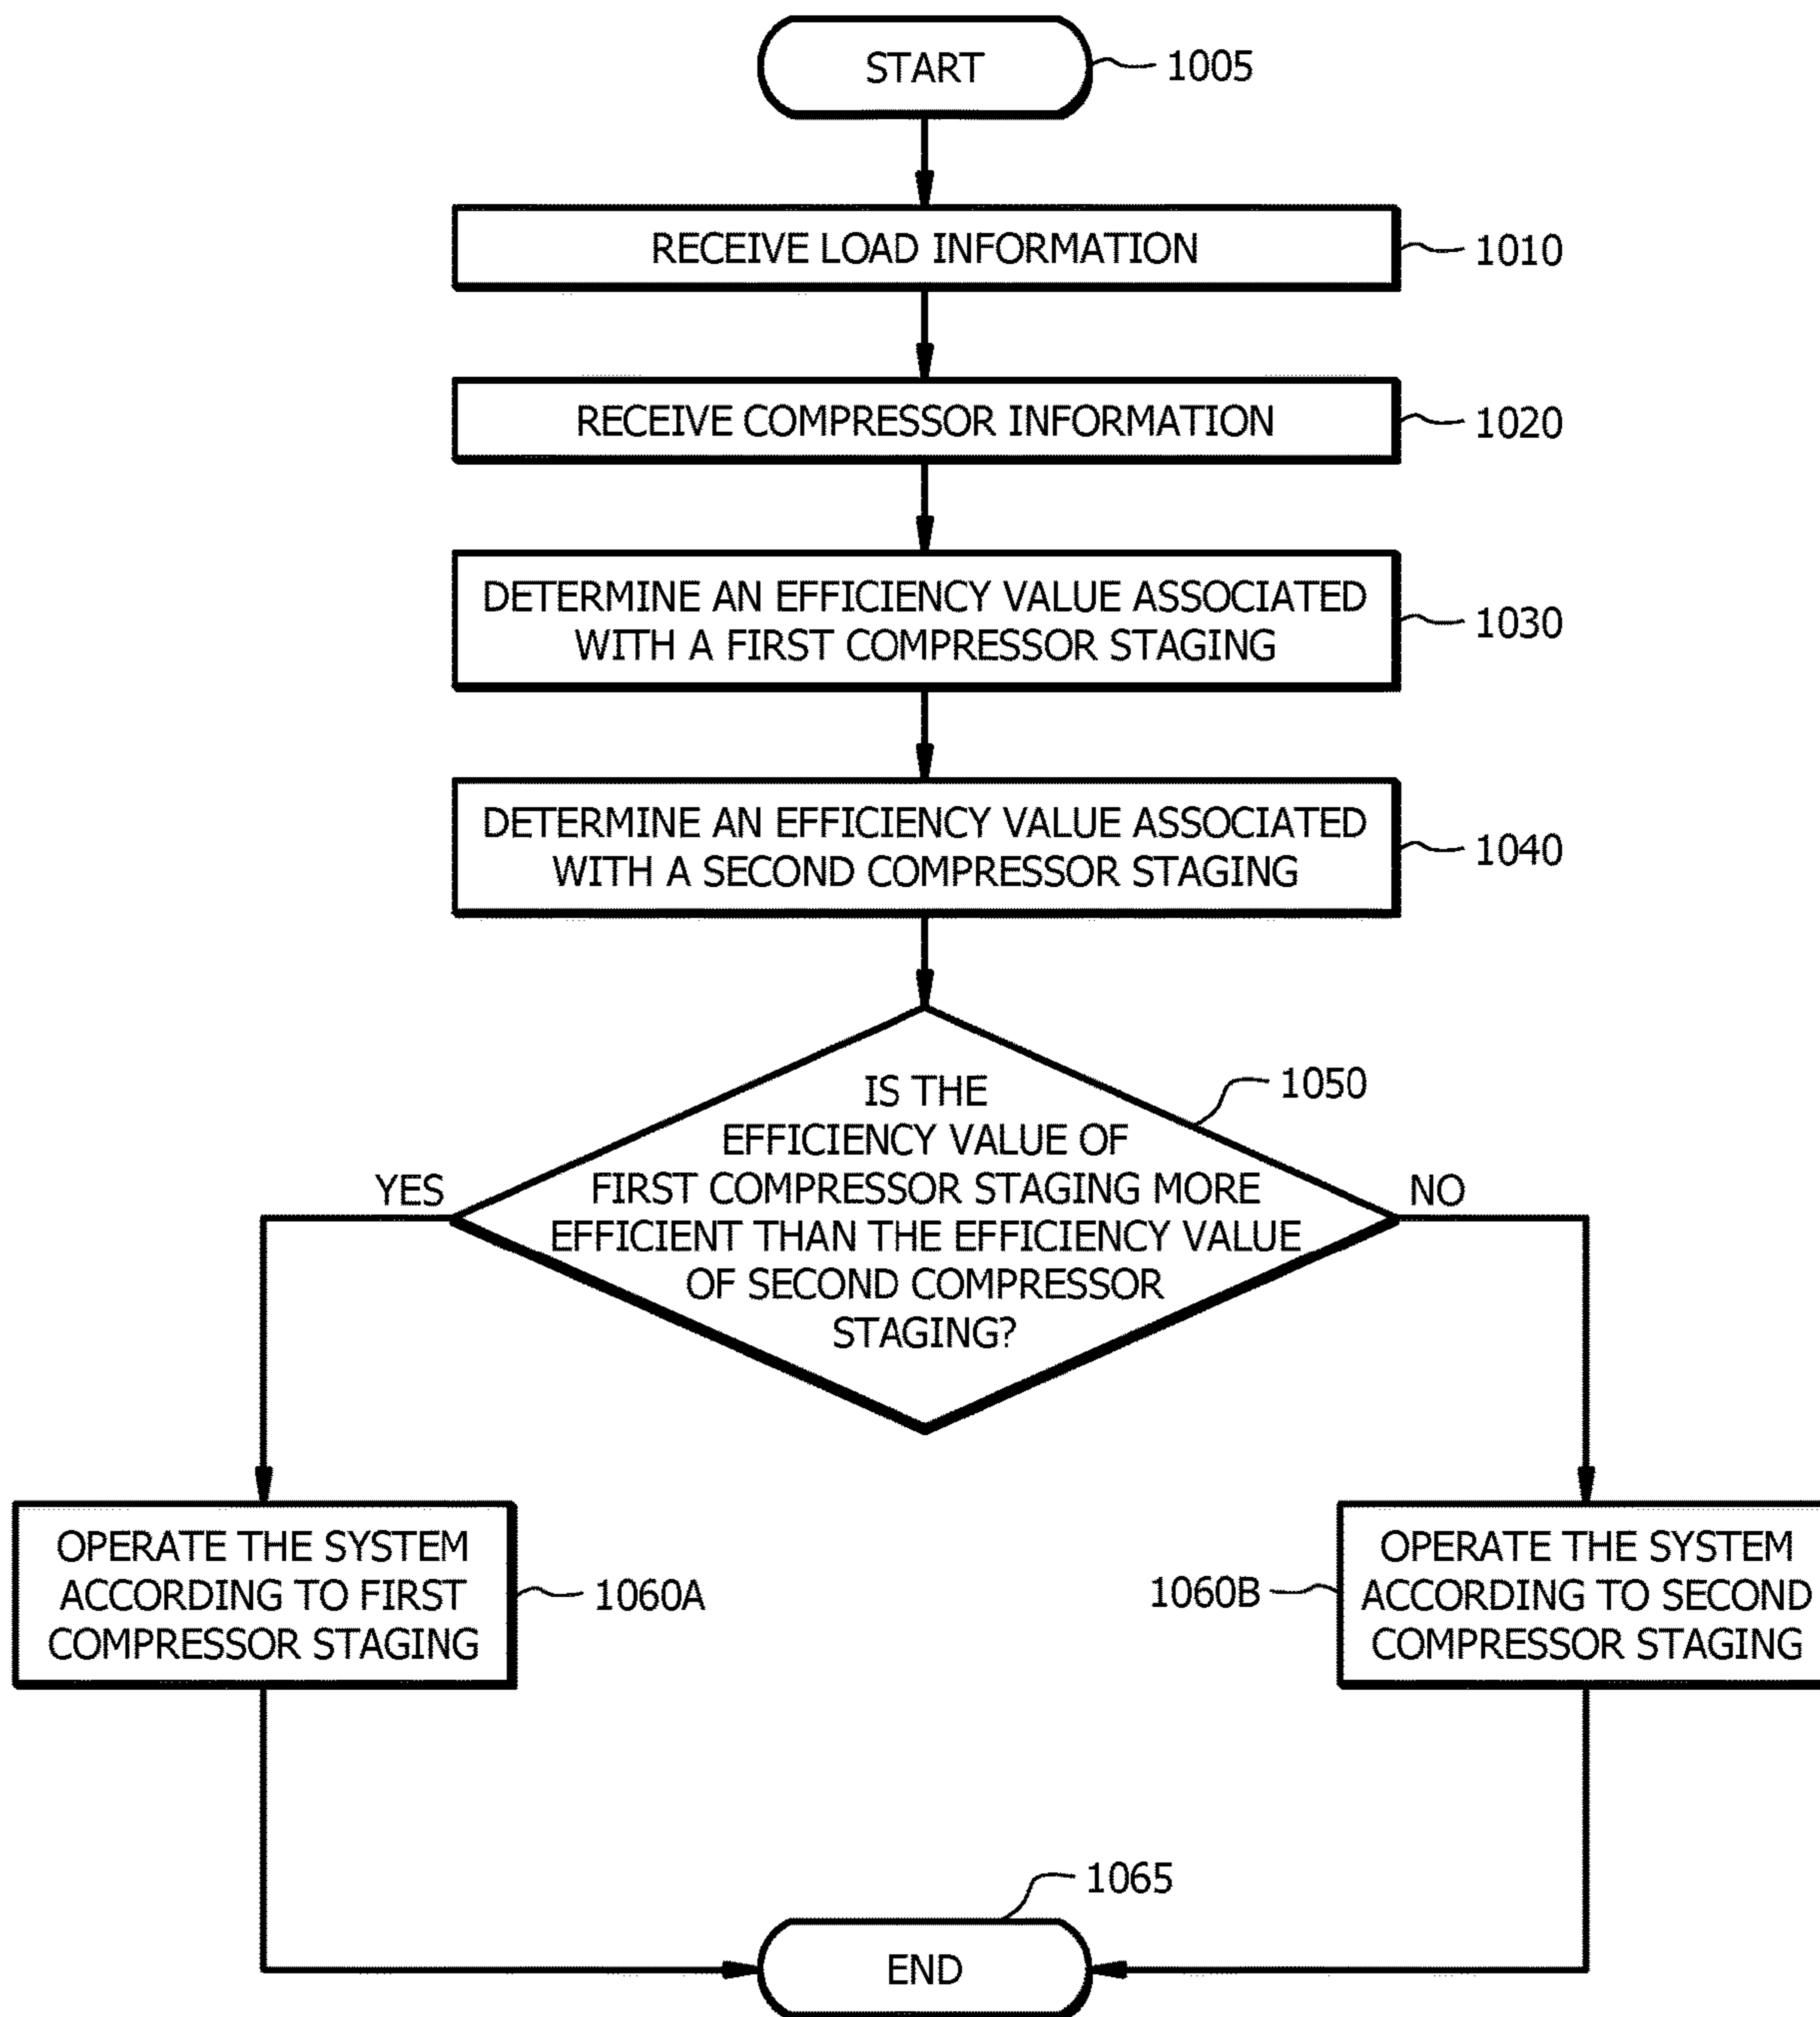 START
1005
RECEIVE LOAD INFORMATION
1010
RECEIVE COMPRESSOR INFORMATION
1020
DETERMINE AN EFFICIENCY VALUE ASSOCIATED
WITH A FIRST COMPRESSOR STAGING
1030
DETERMINE AN EFFICIENCY VALUE ASSOCIATED
WITH A SECOND COMPRESSOR STAGING
1040
IS THE
EFFICIENCY VALUE OF
FIRST COMPRESSOR STAGING MORE
EFFICIENT THAN THE EFFICIENCY VALUE
OF SECOND COMPRESSOR
STAGING?
1050
YES
NO
OPERATE THE SYSTEM
ACCORDING TO FIRST
COMPRESSOR STAGING
1060A
1060B
OPERATE THE SYSTEM
ACCORDING TO SECOND
COMPRESSOR STAGING
1065
END